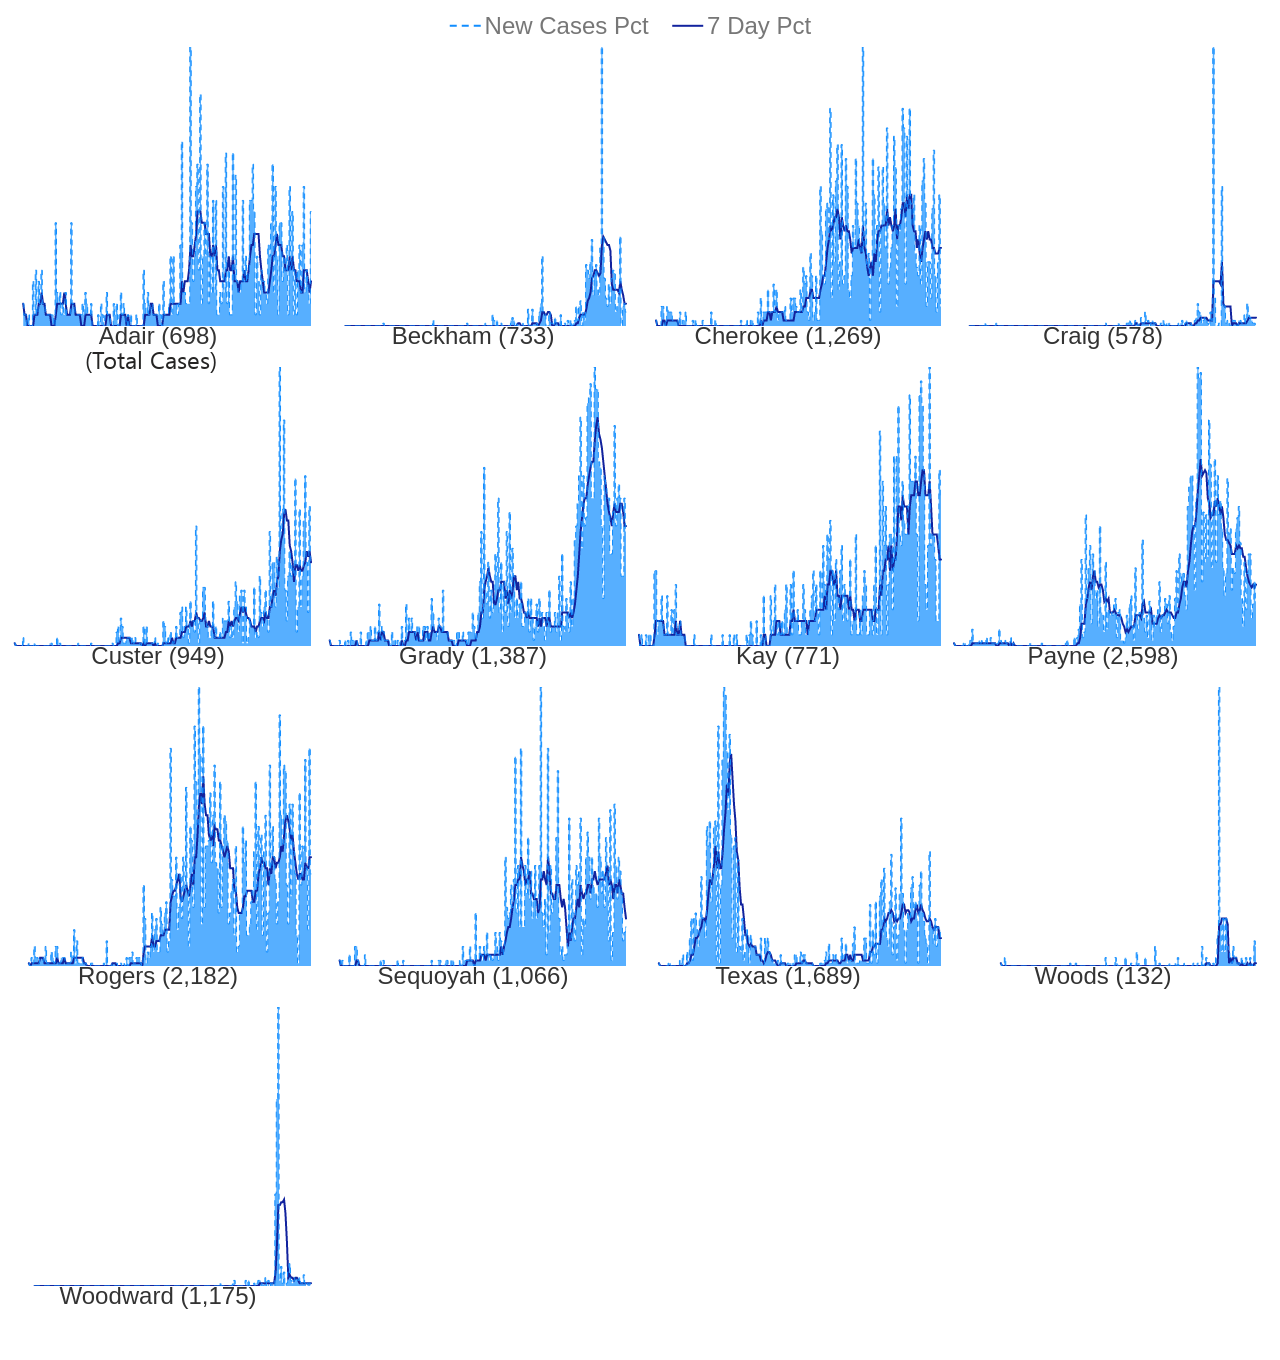 New Cases Pct 7 Day Pct
Adair (698)
(Total Cases)
Beckham (733)
Cherokee (1,269)
Craig (578)
Custer (949)
Grady (1,387)
Kay (771)
Payne (2,598)
Rogers (2,182)
Sequoyah (1,066)
Texas (1,689)
Woods (132)
Woodward (1,175)